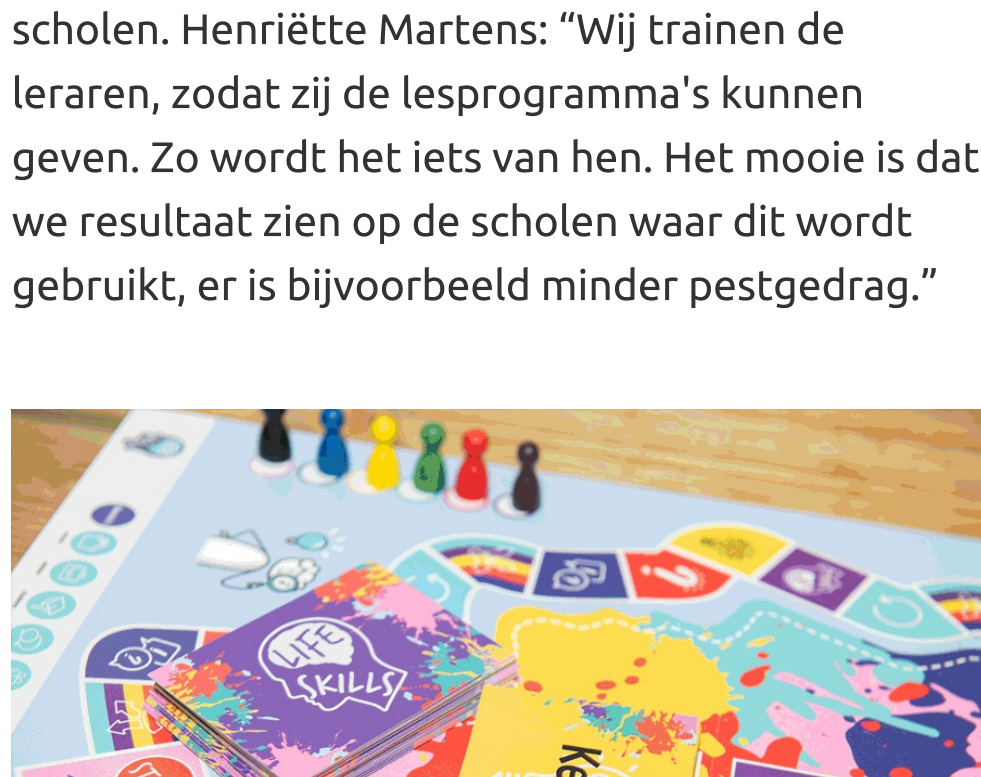 scholen. Henriëtte Martens: “Wij trainen de
leraren, zodat zij de lesprogramma's kunnen
geven. Zo wordt het iets van hen. Het mooie is dat
we resultaat zien op de scholen waar dit wordt
gebruikt, er is bijvoorbeeld minder pestgedrag.”
LIFE
SKILLS